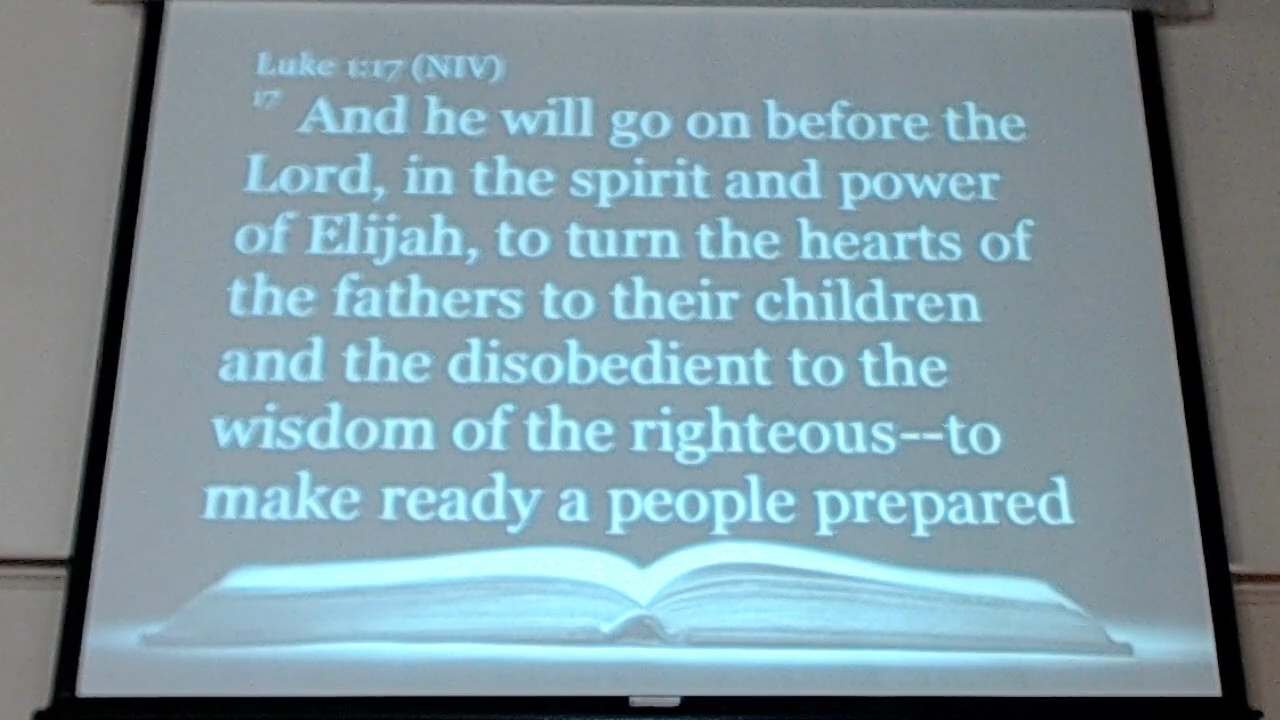 Luke 1:17 (NIV)
17 And he will go on before the
Lord, in the spirit and power
of Elijah, to turn the hearts of
the fathers to their children
and the disobedient to the
wisdom of the righteous--to
make ready a people prepared